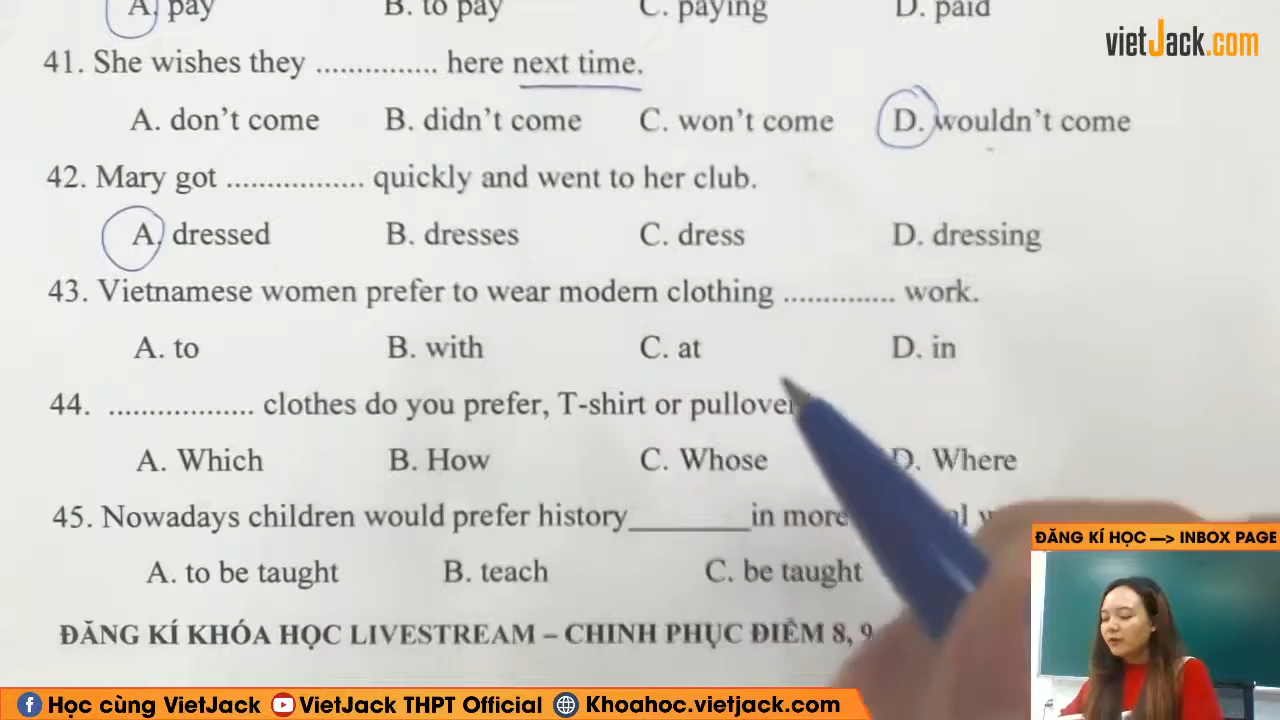 A. pay B. to pay C. paying D. paid
vietJack.com
41. She wishes they ............... here next time.
A. don't come B. didn't come C. won't come D. wouldn't come
42. Mary got ................. quickly and went to her club.
A. dressed B. dresses C. dress D. dressing
43. Vietnamese women prefer to wear modern clothing .............. work.
A. to B. with C. at D. in
44. .................. clothes do you prefer, T-shirt or pullover
A. Which B. How C. Whose D. Where
45. Nowadays children would prefer history________in more
A. to be taught B. teach C. be taught
ĐĂNG KÍ HỌC —> INBOX PAGE
ĐĂNG KÍ KHÓA HỌC LIVESTREAM – CHINH PHỤC ĐIỂM 8, 9
Học cùng VietJack VietJack THPT Official Khoahoc.vietjack.com